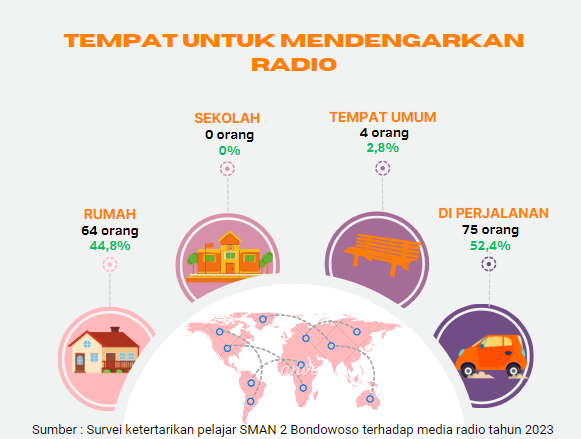 TEMPAT UNTUK MENDENGARKAN
RADIO
SEKOLAH
0 orang
0%
TEMPAT UMUM
4 orang
2,8%
RUMAH
64 orang
44,8%
DI PERJALANAN
75 orang
52,4%
Sumber : Survei ketertarikan pelajar SMAN 2 Bondowoso terhadap media radio tahun 2023